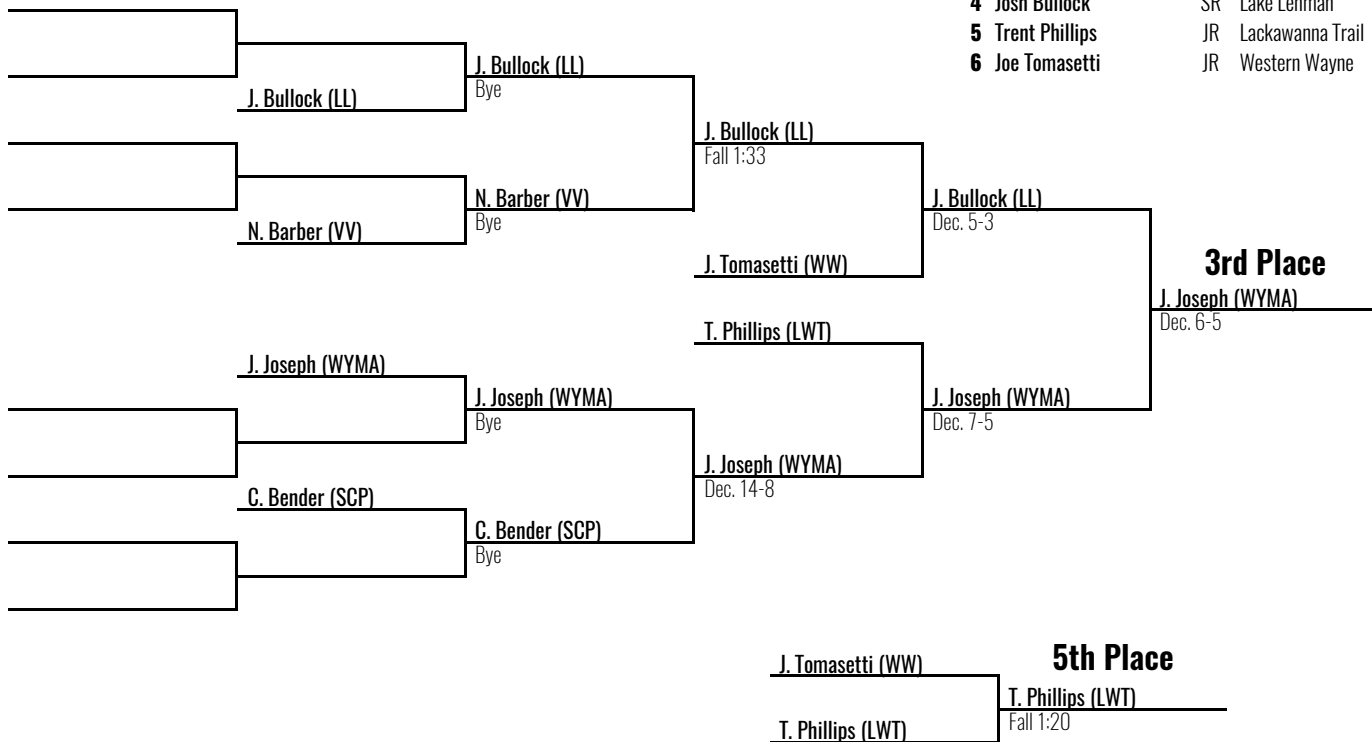 4 Josh Bullock SR Lake Lehman
5 Trent Phillips JR Lackawanna Trail
6 Joe Tomasetti JR Western Wayne
J. Bullock (LL)
Bye
J. Bullock (LL)
J. Bullock (LL)
Fall 1:33
N. Barber (VV)
Bye
J. Bullock (LL)
Dec. 5-3
N. Barber (VV)
J. Tomasetti (WW)
3rd Place
J. Joseph (WYMA)
Dec. 6-5
T. Phillips (LWT)
J. Joseph (WYMA)
J. Joseph (WYMA)
Bye
J. Joseph (WYMA)
Dec. 7-5
J. Joseph (WYMA)
Dec. 14-8
C. Bender (SCP)
C. Bender (SCP)
Bye
5th Place
J. Tomasetti (WW)
T. Phillips (LWT)
Fall 1:20
T. Phillips (LWT)